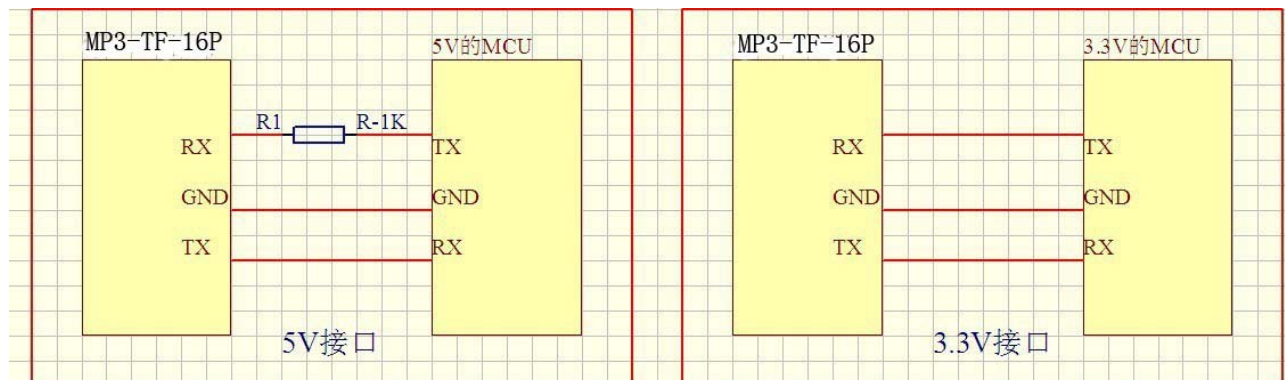 MP3-TF-16P
5V的MCU
R1
R-1K
RX
TX
GND
GND
TX
RX
5V接口
MP3-TF-16P
3.3V的MCU
RX
TX
GND
GND
TX
RX
3.3V接口